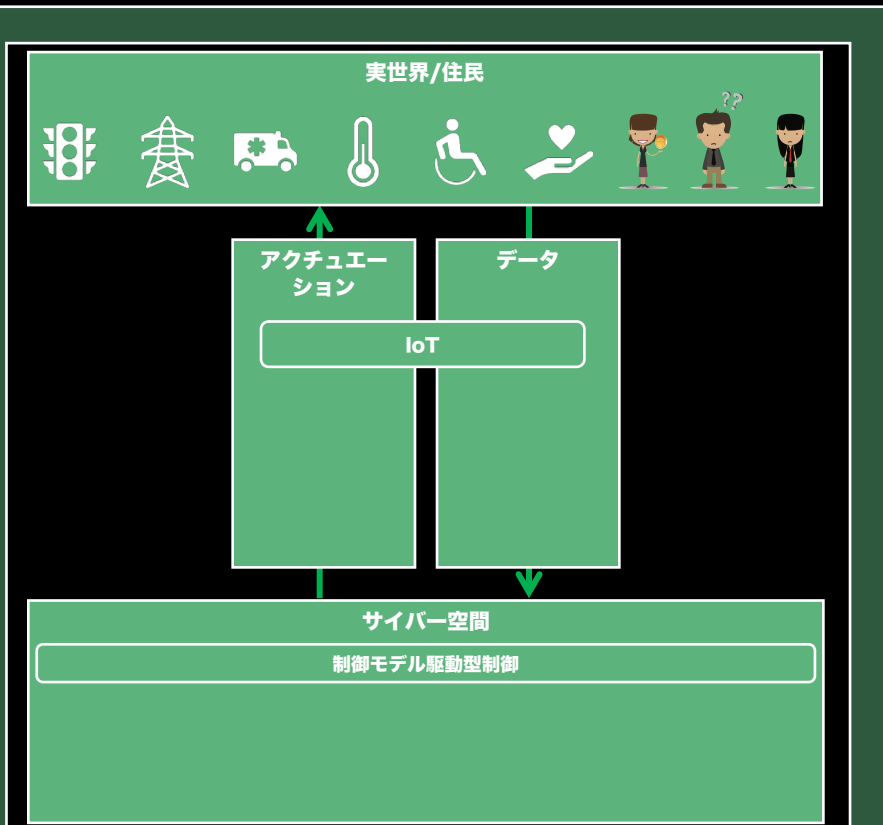 実世界/住民
??
アクチュエー
ション
データ
IoT
サイバー空間
制御モデル駆動型制御